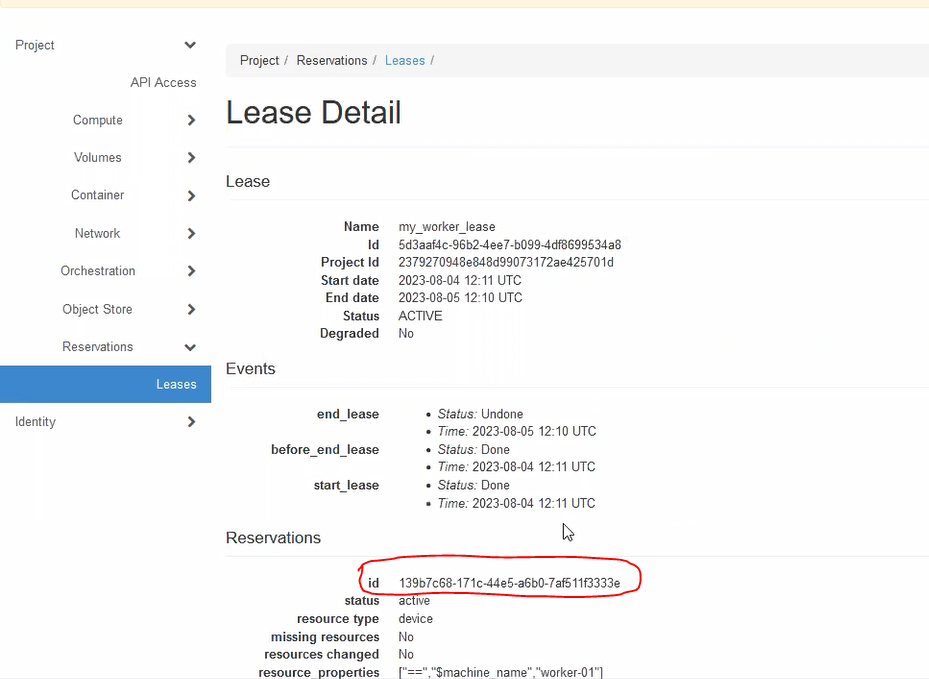 Project
API Access
Compute
Volumes
Container
Network
Orchestration
Object Store
Reservations
Leases
Identity
Project / Reservations / Leases /
Lease Detail
Lease
Name my_worker_lease
Id 5d3aaf4c-96b2-4ee7-b099-4df8699534a8
Project Id 2379270948e848d99073172ae425701d
Start date 2023-08-04 12:11 UTC
End date 2023-08-05 12:10 UTC
Status ACTIVE
Degraded No
Events
end_lease • Status: Undone
• Time: 2023-08-05 12:10 UTC
before_end_lease • Status: Done
• Time: 2023-08-04 12:11 UTC
start_lease • Status: Done
• Time: 2023-08-04 12:11 UTC
Reservations
id 139b7c68-171c-44e5-a6b0-7af511f3333e
status active
resource type device
missing resources No
resources changed No
resource_properties ["==","$machine_name","worker-01"]